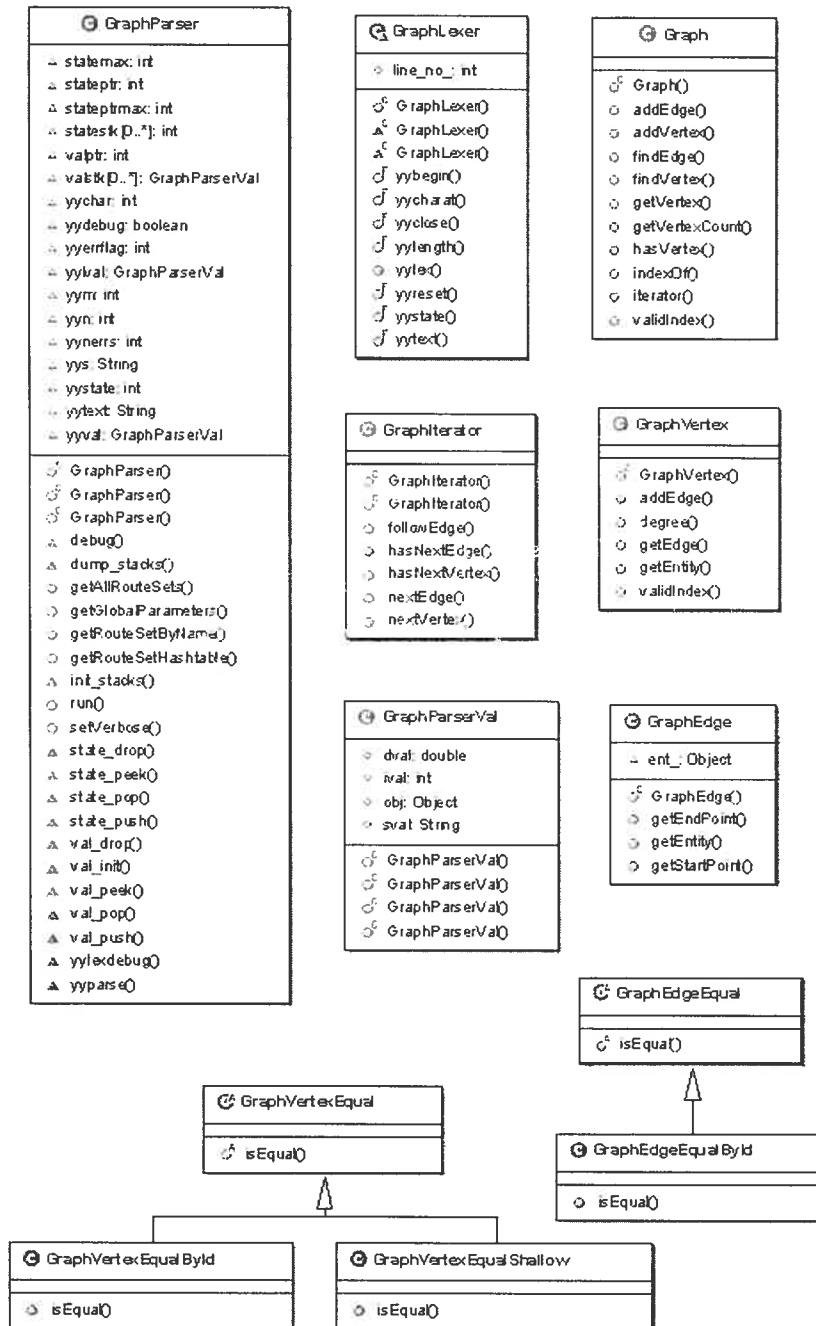 GraphParser
statemax: int
stateptr: int
stateptrmax: int
statestk[0..*]: int
valptr: int
valstk[0..*]: GraphParserVal
yychar: int
yydebug: boolean
yyerrflag: int
yylval: GraphParserVal
yym: int
yyn: int
yynerrs: int
yys: String
yystate: int
yytext: String
yyval: GraphParserVal
GraphParser()
GraphParser()
GraphParser()
debug()
dump_stacks()
getAllRouteSets()
getGlobalParameters()
getRouteSetByName()
getRouteSetHashtable()
init_stacks()
run()
setVerbose()
state_drop()
state_peek()
state_pop()
state_push()
val_drop()
val_init()
val_peek()
val_pop()
val_push()
yylexdebug()
yyparse()
GraphLexer
line_no_: int
GraphLexer()
GraphLexer()
GraphLexer()
yybegin()
yycharat()
yyclose()
yylength()
yylex()
yyreset()
yystate()
yytext()
Graph
Graph()
addEdge()
addVertex()
findEdge()
findVertex()
getVertex()
getVertexCount()
hasVertex()
indexOf()
iterator()
validIndex()
GraphIterator
GraphIterator()
GraphIterator()
followEdge()
hasNextEdge()
hasNextVertex()
nextEdge()
nextVertex()
GraphVertex
GraphVertex()
addEdge()
degree()
getEdge()
getEntity()
validIndex()
GraphParserVal
dval: double
ival: int
obj: Object
sval: String
GraphParserVal()
GraphParserVal()
GraphParserVal()
GraphParserVal()
GraphEdge
ent_: Object
GraphEdge()
getEndPoint()
getEntity()
getStartPoint()
GraphEdgeEqual
isEqual()
GraphVertexEqual
isEqual()
GraphEdgeEqualById
isEqual()
GraphVertexEqualById
isEqual()
GraphVertexEqualShallow
isEqual()